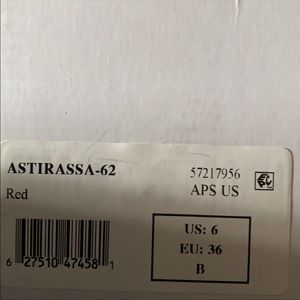 ASTIRASSA-62
57217956
Red
APS US
US: 6
EU: 36
B
6 27510 47458 1